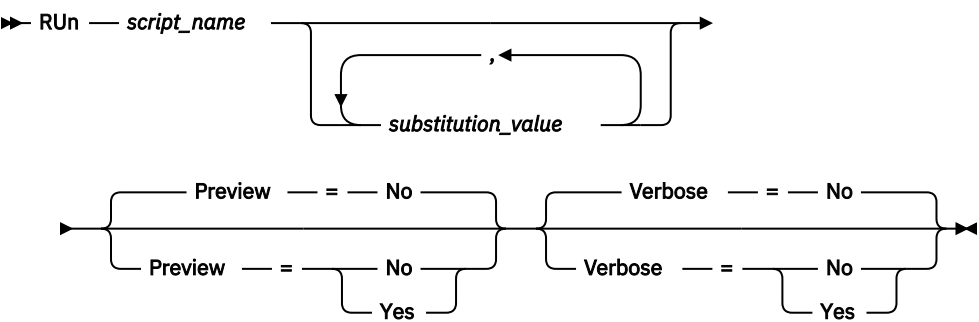 RUn script_name
,
substitution_value
Preview = No Verbose = No
Preview = No Verbose = No
Yes Yes